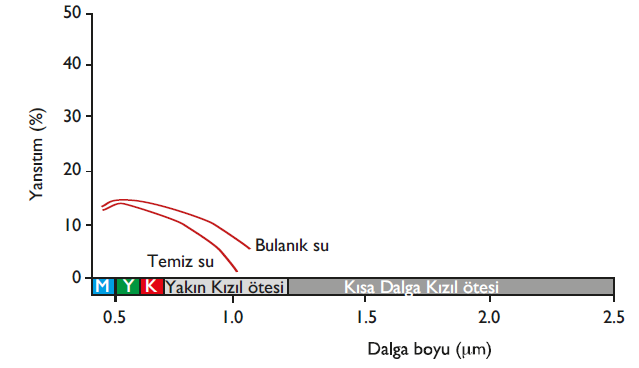 50
40
30
20
10
0
Yansıtım (%)
Bulanık su
Temiz su
M Y K Yakın Kızıl ötesi Kısa Dalga Kızıl ötesi
0.5 1.0 1.5 2.0 2.5
Dalga boyu (μm)